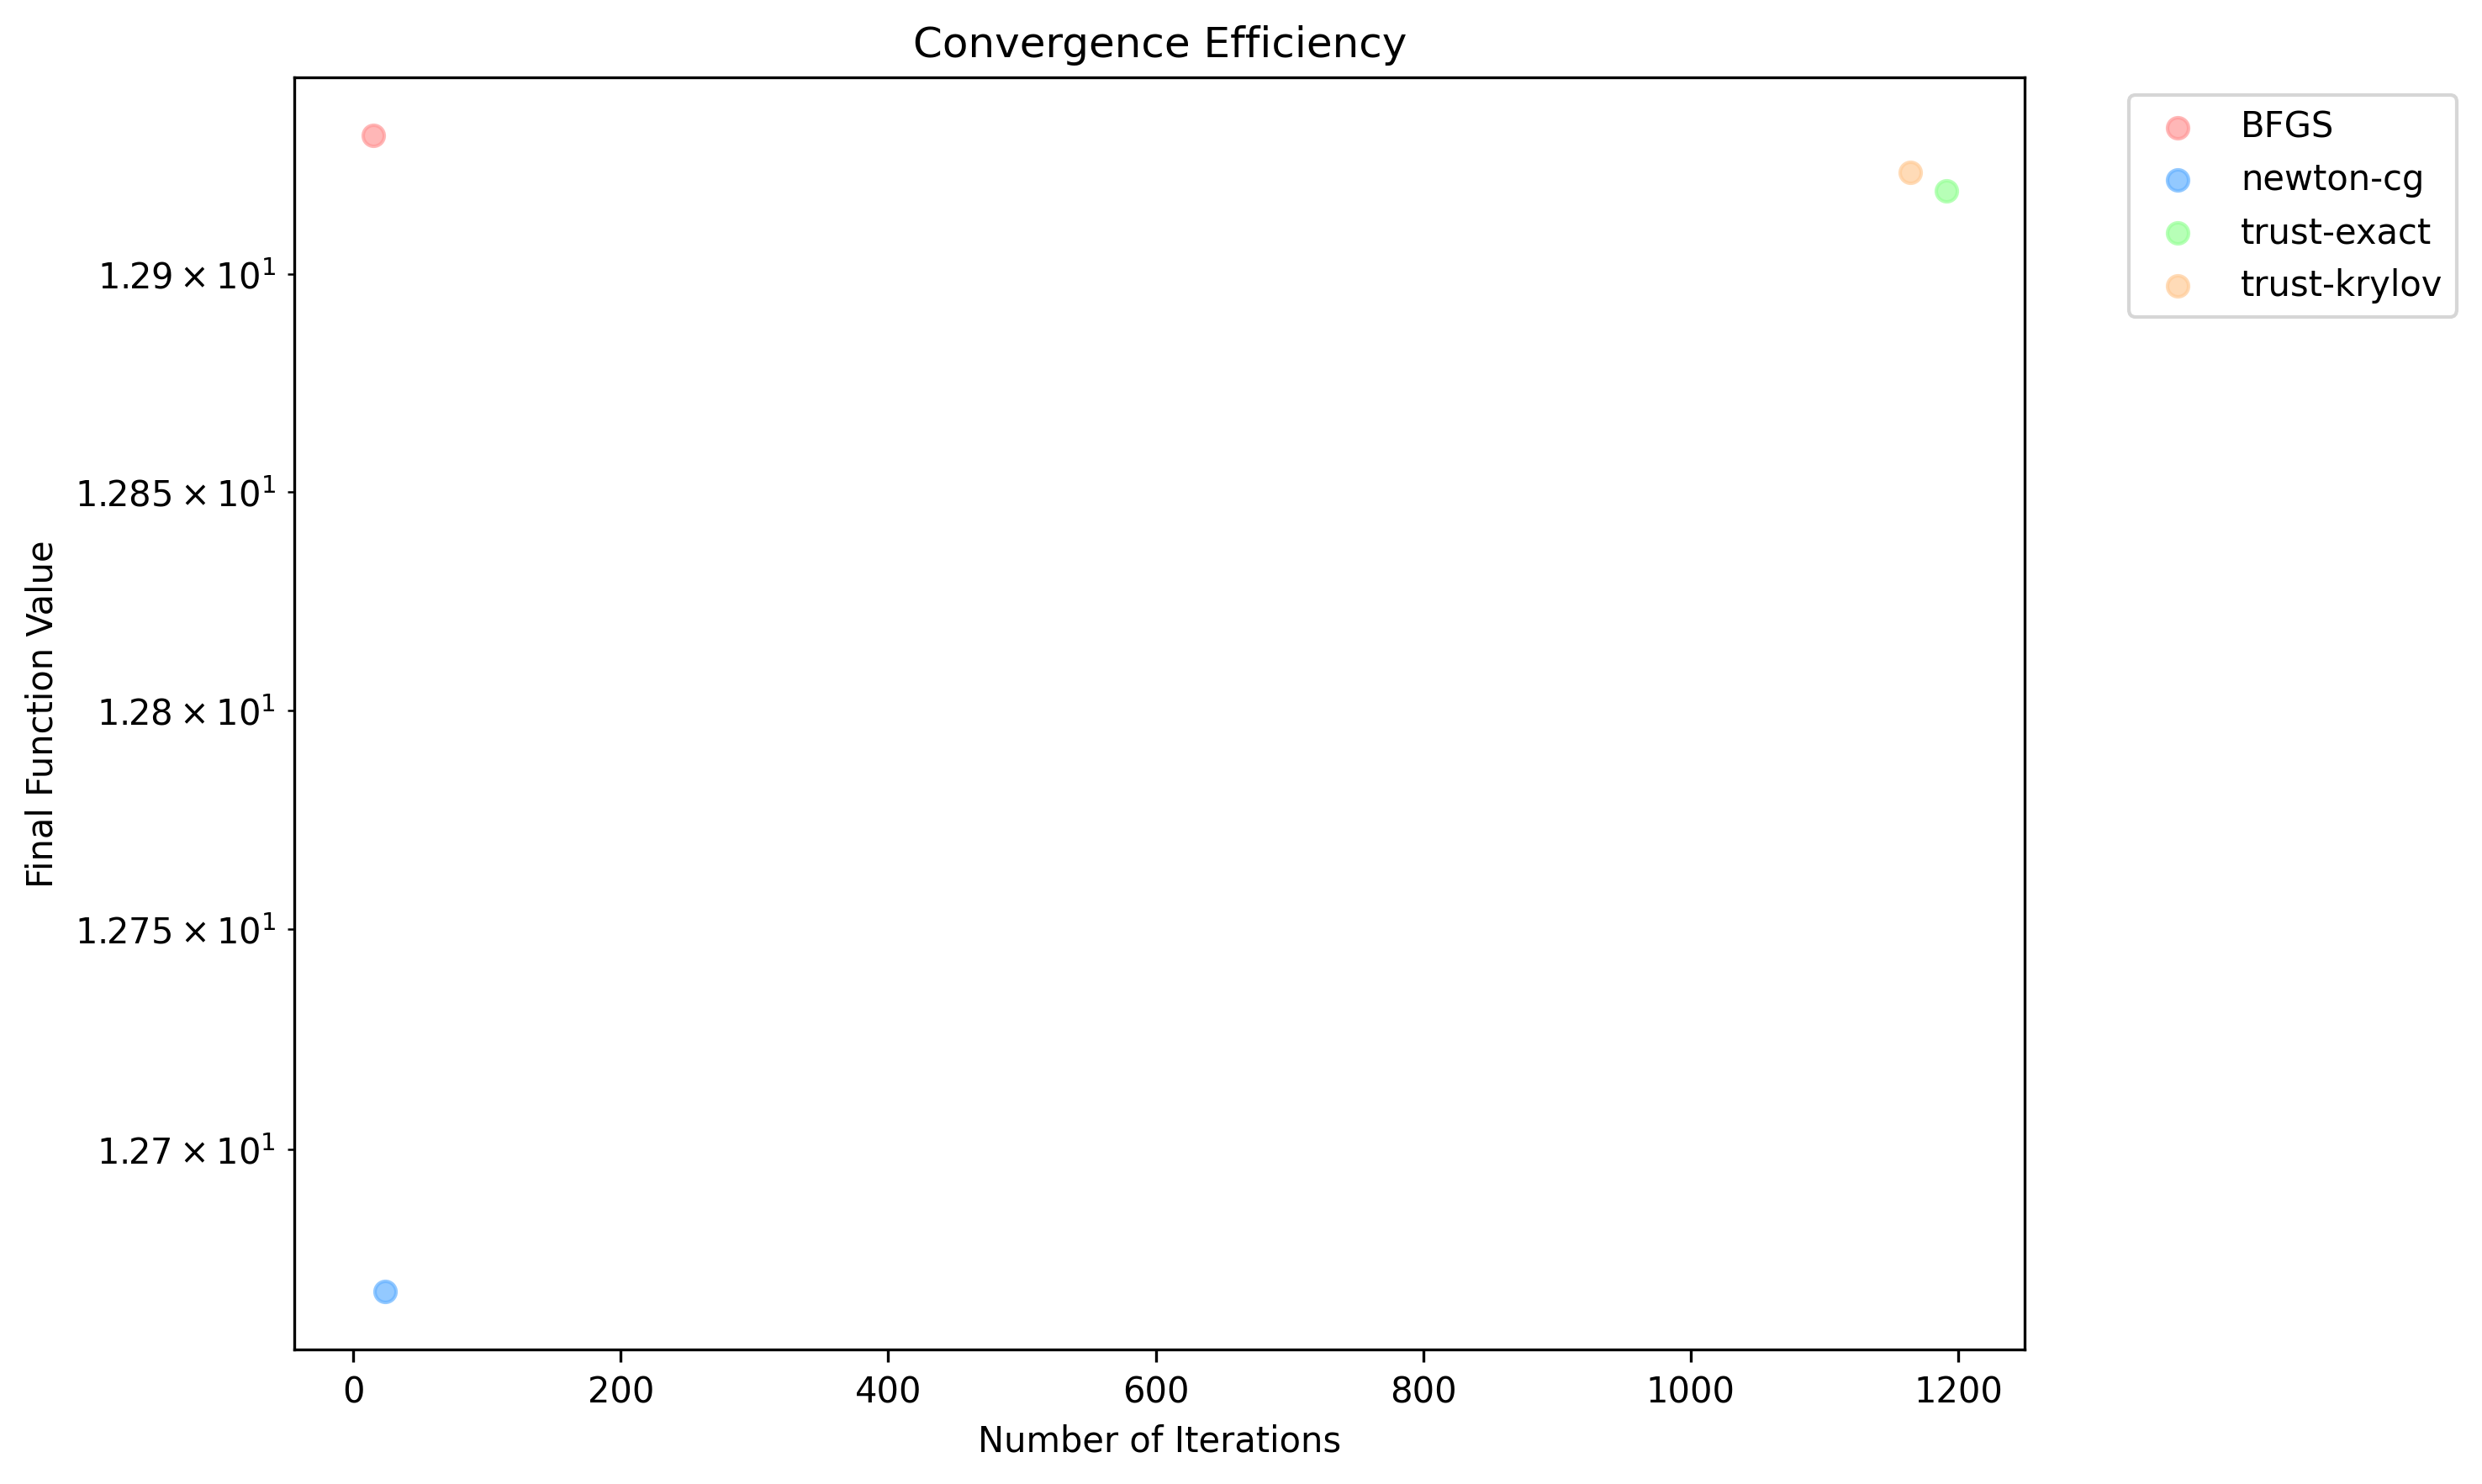 Convergence Efficiency
BFGS
newton-cg
trust-exact
trust-krylov
Final Function Value
1.29 × 10¹
1.285 × 10¹
1.28 × 10¹
1.275 × 10¹
1.27 × 10¹
0 200 400 600 800 1000 1200
Number of Iterations